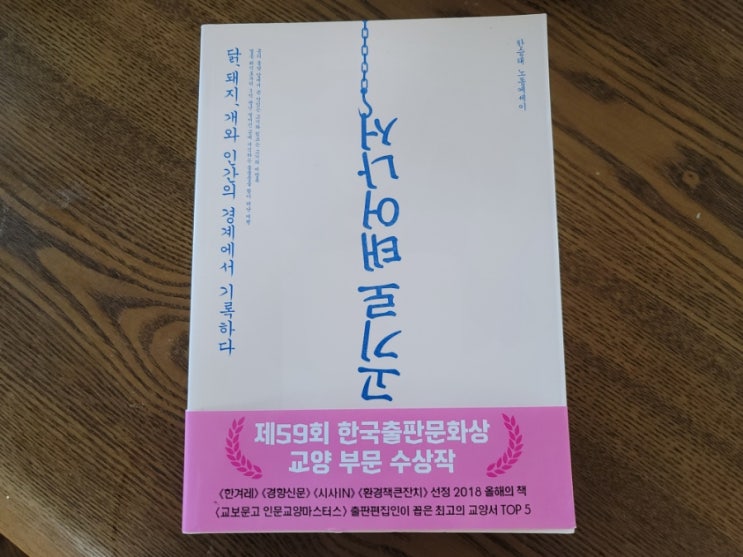 한승태 노동에세이
고기로 태어나서
닭, 돼지, 개와 인간의 경계에서 기록하다
제59회 한국출판문화상
교양 부문 수상작
〈한겨레〉 〈경향신문〉 〈시사IN〉 〈환경책큰잔치〉 선정 2018 올해의 책
〈교보문고 인문교양마스터스〉 출판편집인이 꼽은 최고의 교양서 TOP 5